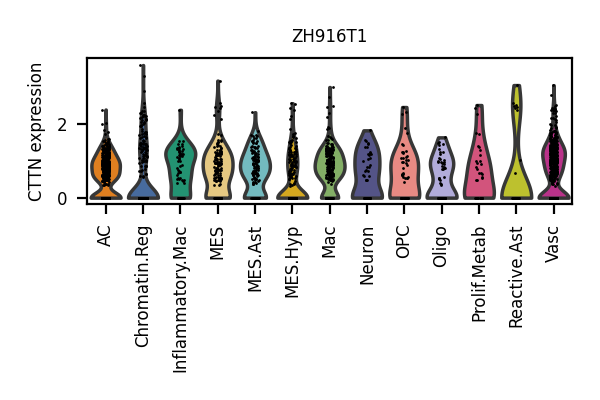 ZH916T1
CTTN expression
2
0
AC
Chromatin.Reg
Inflammatory.Mac
MES
MES.Ast
MES.Hyp
Mac
Neuron
OPC
Oligo
Prolif.Metab
Reactive.Ast
Vasc